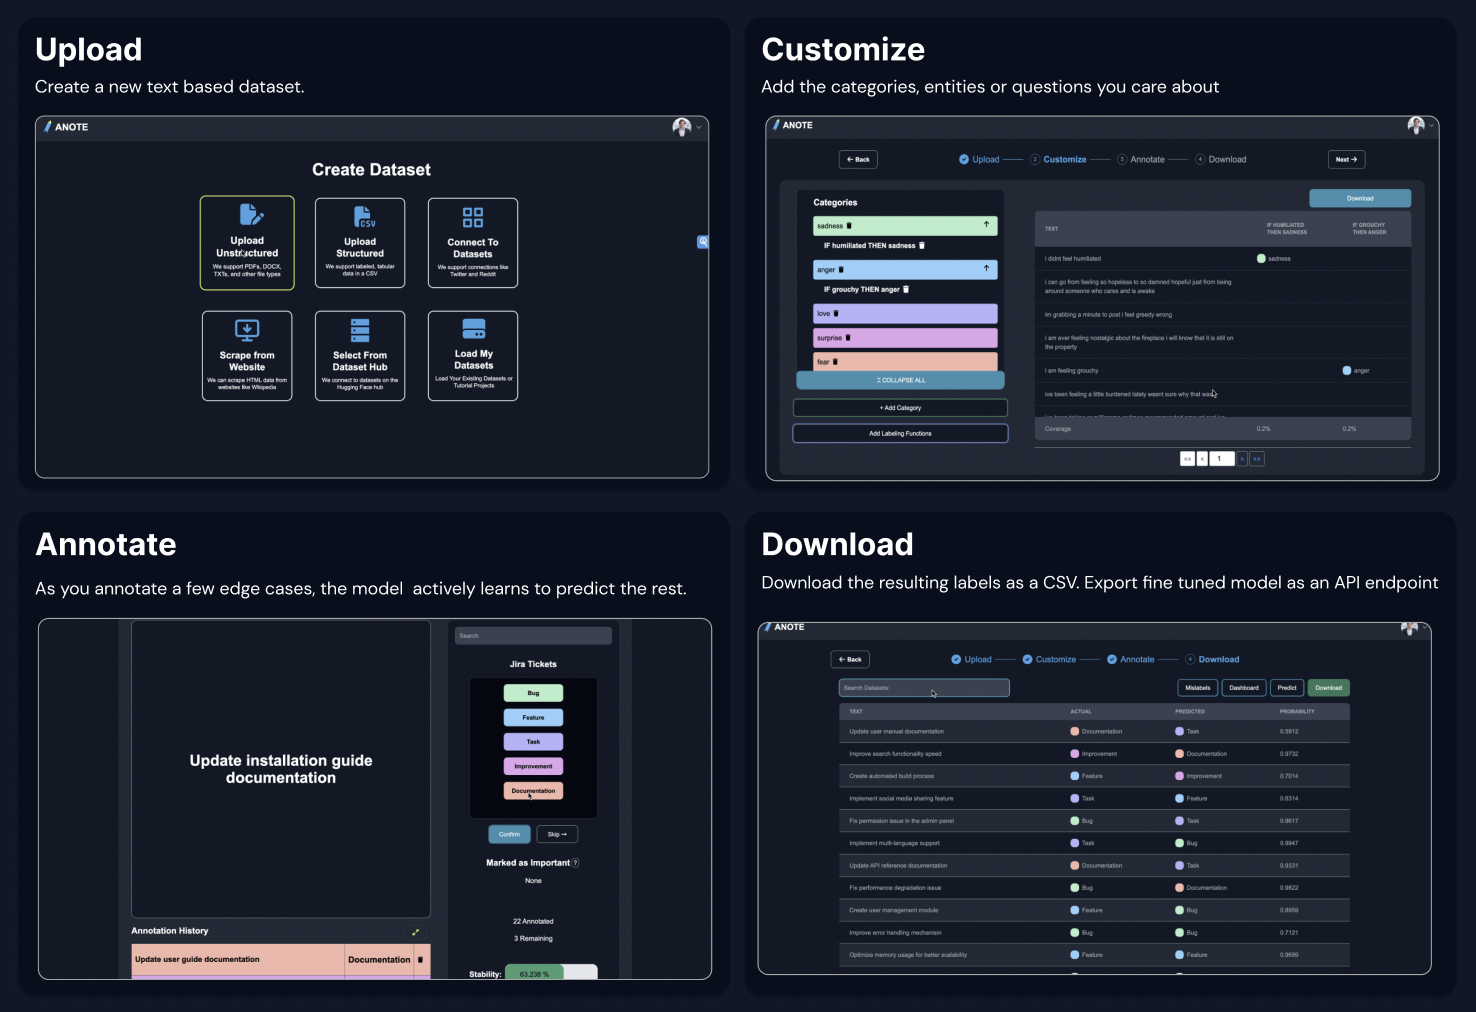 Upload
Create a new text based dataset.
ANOTE
Create Dataset
Upload
Unstructured
We support PDFs, DOCX,
TXTs, and other file types
CSV
Upload
Structured
We support labeled, tabular
data in a CSV
Connect To
Datasets
We support connections like
Twitter and Reddit
Scrape from
Website
We can scrape HTML data from
websites like Wikipedia
Select From
Dataset Hub
We connect to datasets on the
Hugging Face hub
Load My
Datasets
Load Your Existing Datasets or
Tutorial Projects
Customize
Add the categories, entities or questions you care about
ANOTE
← Back
Upload
2 Customize
3 Annotate
4 Download
Next →
Categories
sadness
IF humiliated THEN sadness
anger
IF grouchy THEN anger
love
surprise
fear
COLLAPSE ALL
+ Add Category
Add Labeling Functions
Download
TEXT IF HUMILIATED THEN SADNESS IF GROUCHY THEN ANGER
i didnt feel humiliated sadness
i can go from feeling so hopeless to so damned hopeful just from being
around someone who cares and is awake
im grabbing a minute to post i feel greedy wrong
i am ever feeling nostalgic about the fireplace i will know that it is still on
the property
i am feeling grouchy anger
ive been feeling a little burdened lately wasnt sure why that was
Coverage 0.2% 0.2%
«« « 1 » »»
Annotate
As you annotate a few edge cases, the model  actively learns to predict the rest.
Update installation guide
documentation
Annotation History
Update user guide documentation Documentation
Search
Jira Tickets
Bug
Feature
Task
Improvement
Documentation
Confirm Skip →
Marked as Important ?
None
22 Annotated
3 Remaining
Stability: 63.238 %
Download
Download the resulting labels as a CSV. Export fine tuned model as an API endpoint
ANOTE
← Back
Upload
Customize
Annotate
4 Download
Search Datasets:
Mislabels Dashboard Predict Download
TEXT ACTUAL PREDICTED PROBABILITY
Update user manual documentation Documentation Task 0.5912
Improve search functionality speed Improvement Documentation 0.9732
Create automated build process Feature Improvement 0.7014
Implement social media sharing feature Task Feature 0.6314
Fix permission issue in the admin panel Bug Task 0.9617
Implement multi-language support Task Bug 0.9947
Update API reference documentation Documentation Task 0.9331
Fix performance degradation issue Bug Documentation 0.9822
Create user management module Feature Bug 0.8959
Improve error handling mechanism Bug Bug 0.7121
Optimize memory usage for better scalability Feature Feature 0.9699